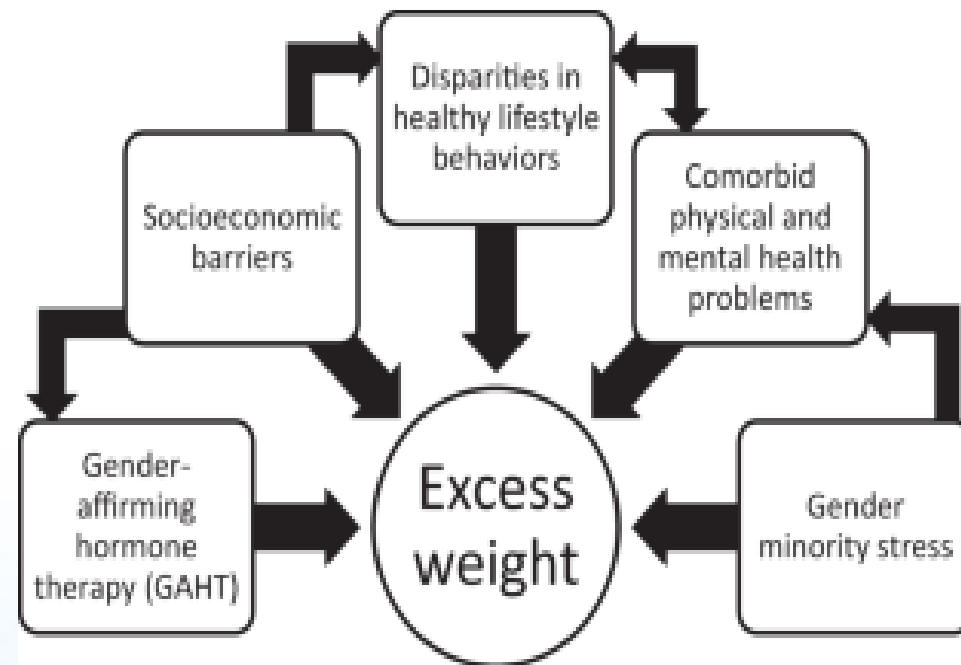 Disparities in
healthy lifestyle
behaviors
Socioeconomic
barriers
Comorbid
physical and
mental health
problems
Gender-
affirming
hormone
therapy (GAHT)
Excess
weight
Gender
minority stress